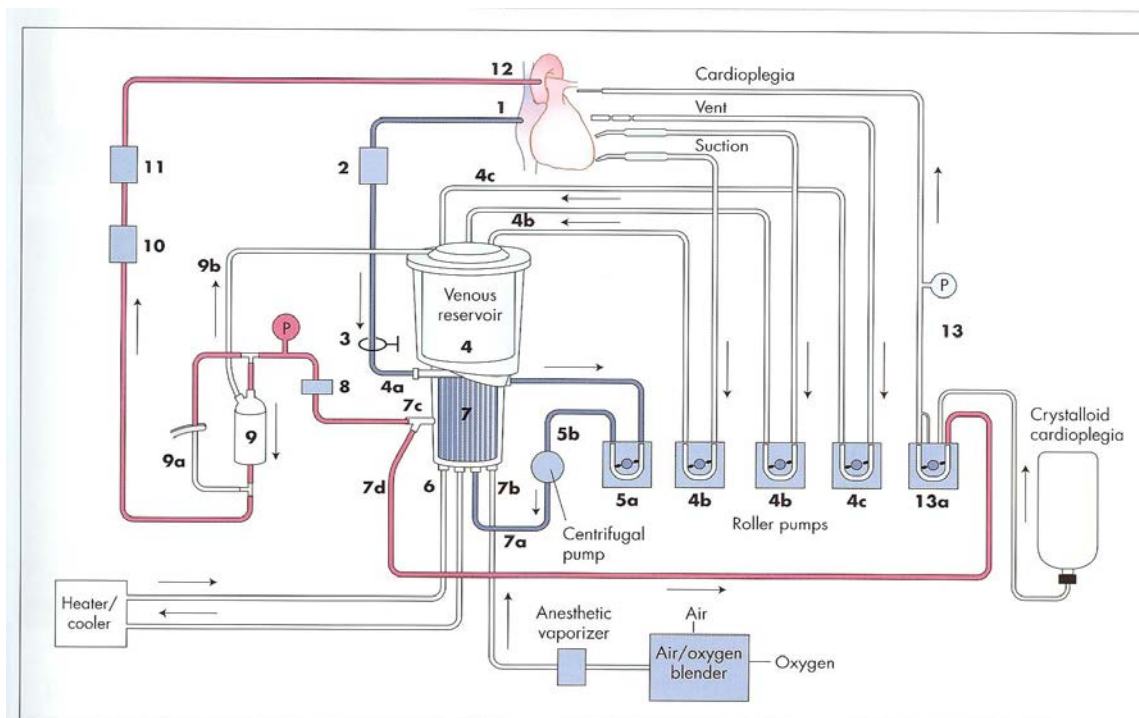 12
Cardioplegia
1
Vent
11
2
Suction
4c
4b
10
9b
Venous
reservoir
P
13
P
3
4
8
4a
7c
7
Crystalloid
cardioplegia
9
5b
9a
6
7b
7d
5a
4b
4b
4c
13a
Roller pumps
7a
Centrifugal
pump
Heater/
cooler
Anesthetic
vaporizer
Air
Air/oxygen
blender
Oxygen